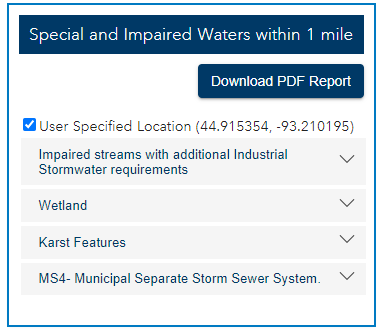 Special and Impaired Waters within 1 mile
Download PDF Report
User Specified Location (44.915354, -93.210195)
Impaired streams with additional Industrial
Stormwater requirements
Wetland
Karst Features
MS4- Municipal Separate Storm Sewer System.